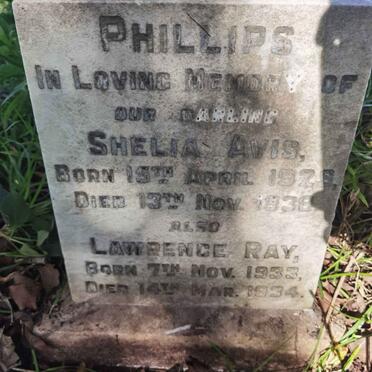 PHILLIPS
IN LOVING MEMORY OF
OUR DARLING
SHELIA AVIS,
BORN 15TH APRIL
DIED 13TH NOV.
ALSO
LAWRENCE RAY,
BORN 7TH NOV. 1933,
DIED 14TH MAR. 1934.